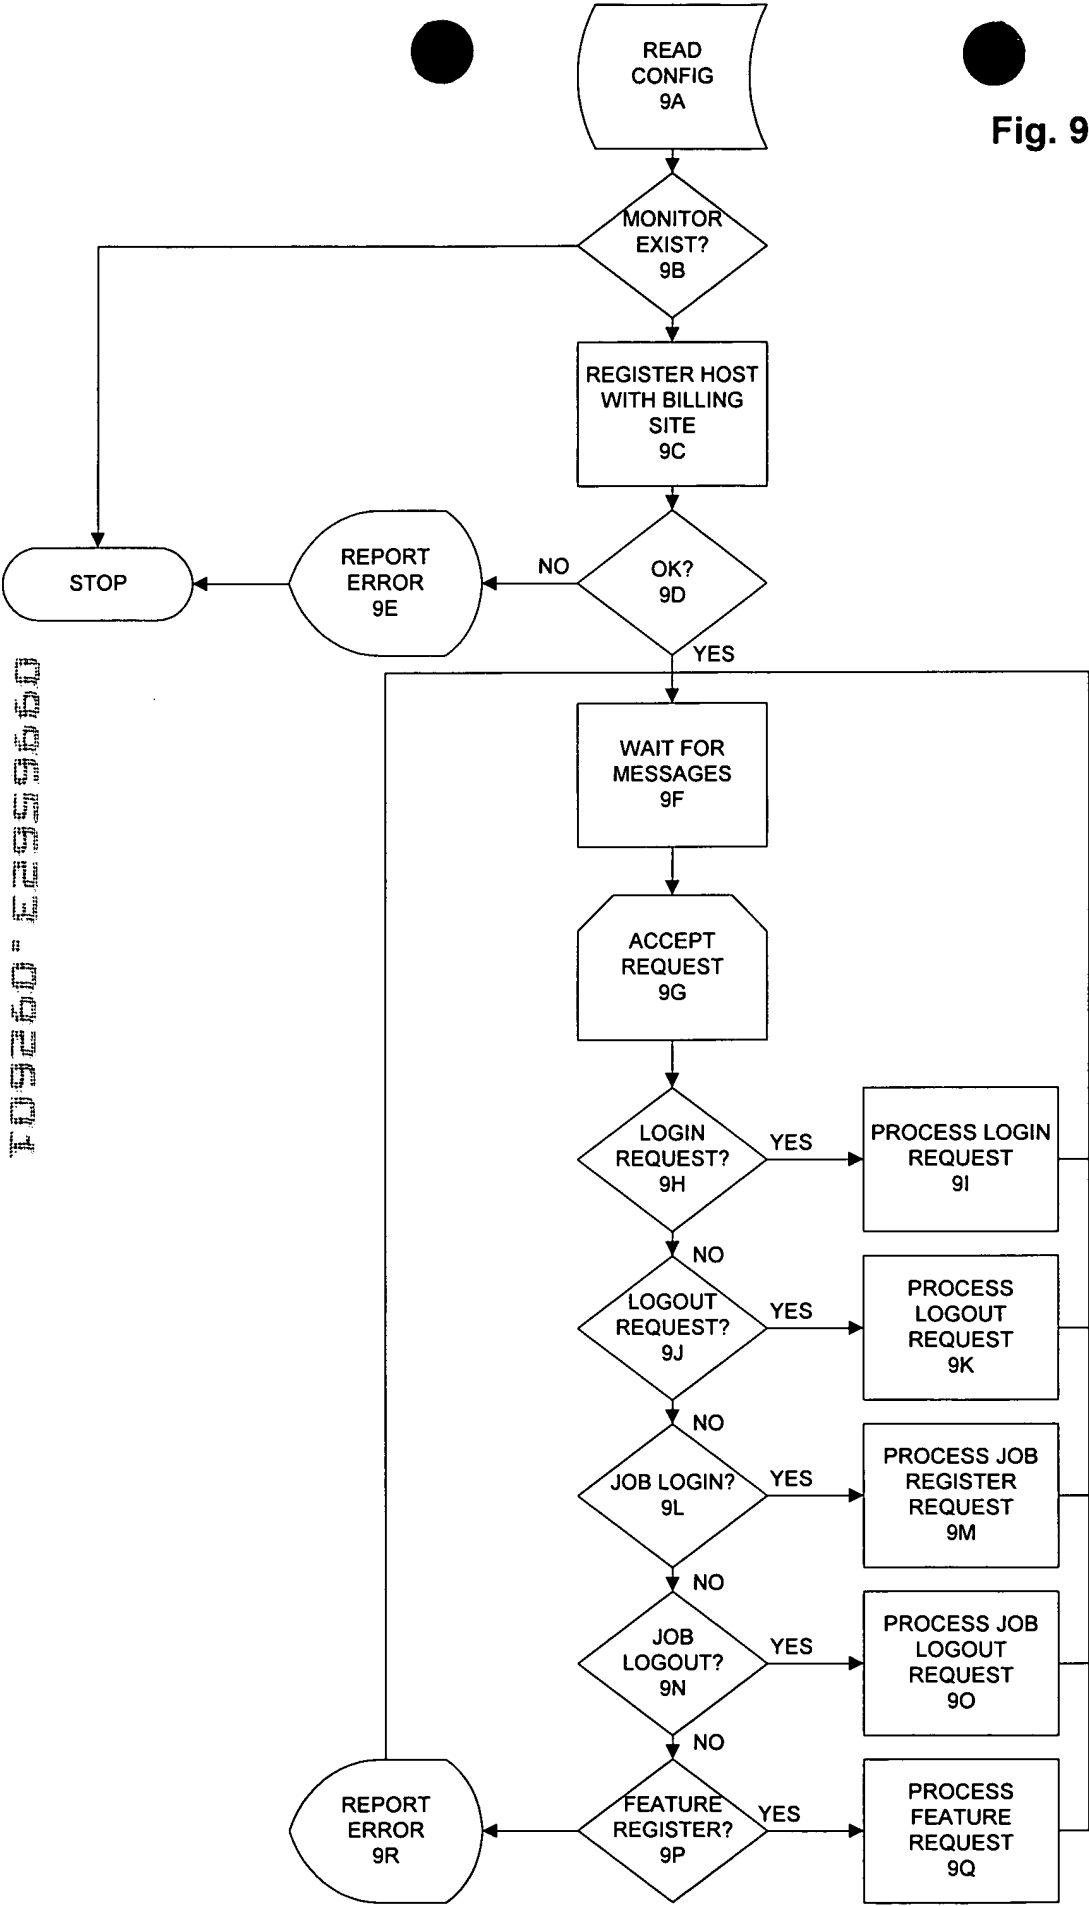 READ
CONFIG
9A
Fig. 9
MONITOR
EXIST?
9B
REGISTER HOST
WITH BILLING
SITE
9C
STOP
REPORT
ERROR
9E
NO
OK?
9D
YES
WAIT FOR
MESSAGES
9F
ACCEPT
REQUEST
9G
LOGIN
REQUEST?
9H
YES
PROCESS LOGIN
REQUEST
9I
NO
LOGOUT
REQUEST?
9J
YES
PROCESS
LOGOUT
REQUEST
9K
NO
JOB LOGIN?
9L
YES
PROCESS JOB
REGISTER
REQUEST
9M
NO
JOB
LOGOUT?
9N
YES
PROCESS JOB
LOGOUT
REQUEST
9O
NO
REPORT
ERROR
9R
FEATURE
REGISTER?
9P
YES
PROCESS
FEATURE
REQUEST
9Q